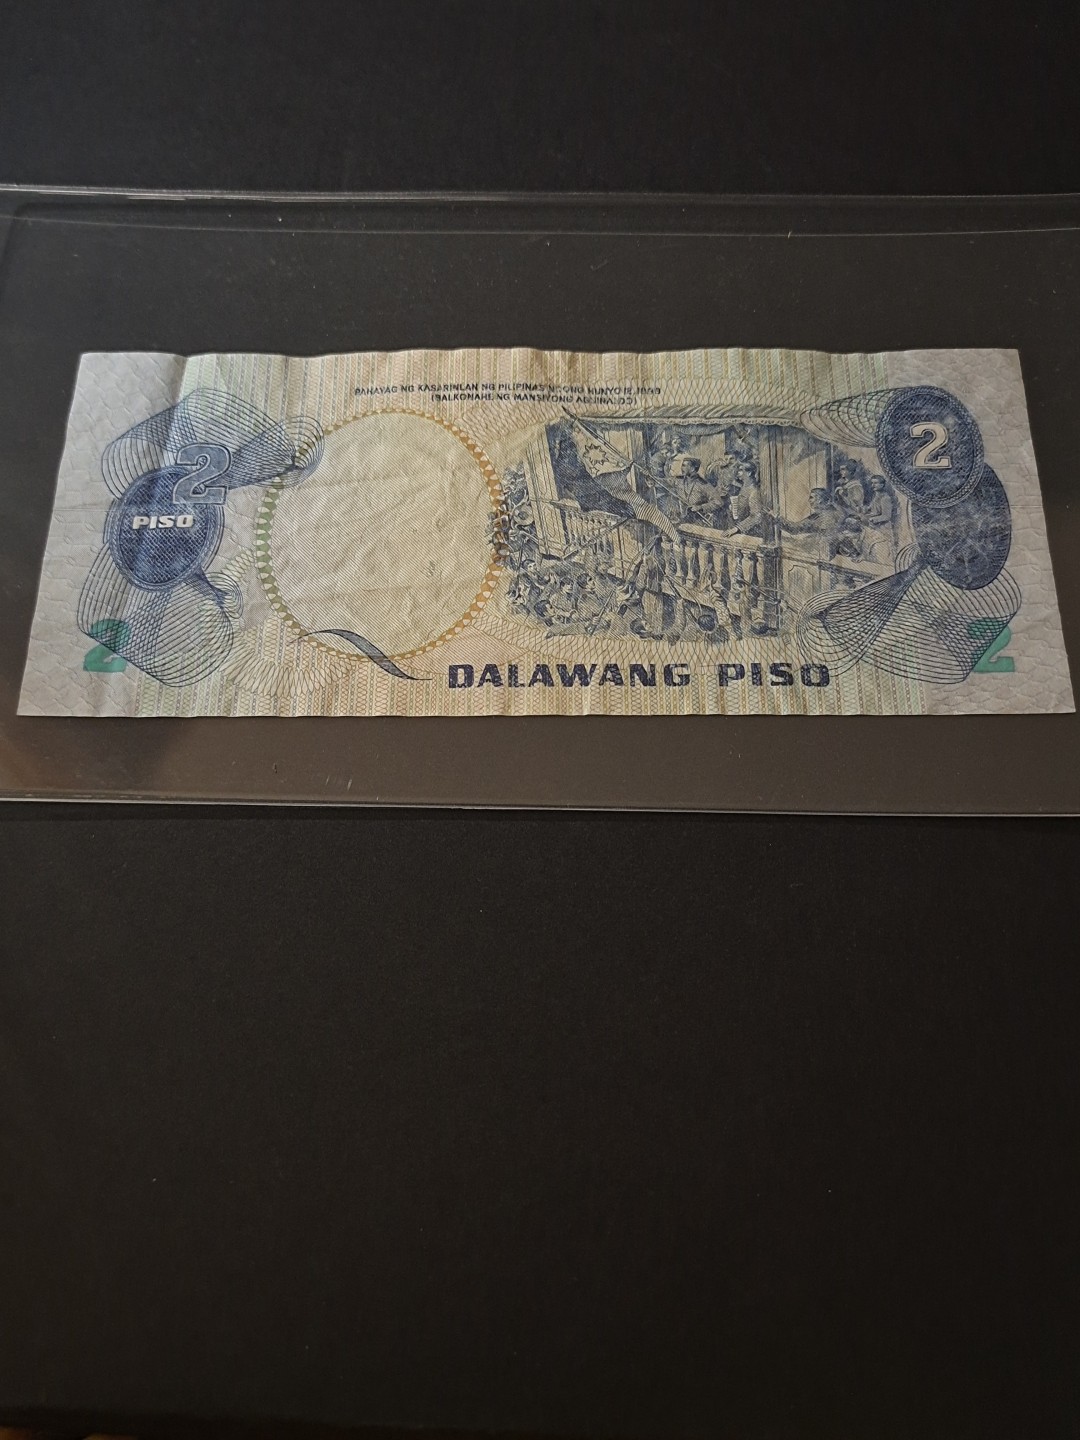 PAHAYAG NG KASARINLAN NG PILIPINAS NOONG HUNYO 12, 1898
(BALKONAHE NG MANSIYONG AGUINALDO)
2
2
PISO
2
2
DALAWANG PISO